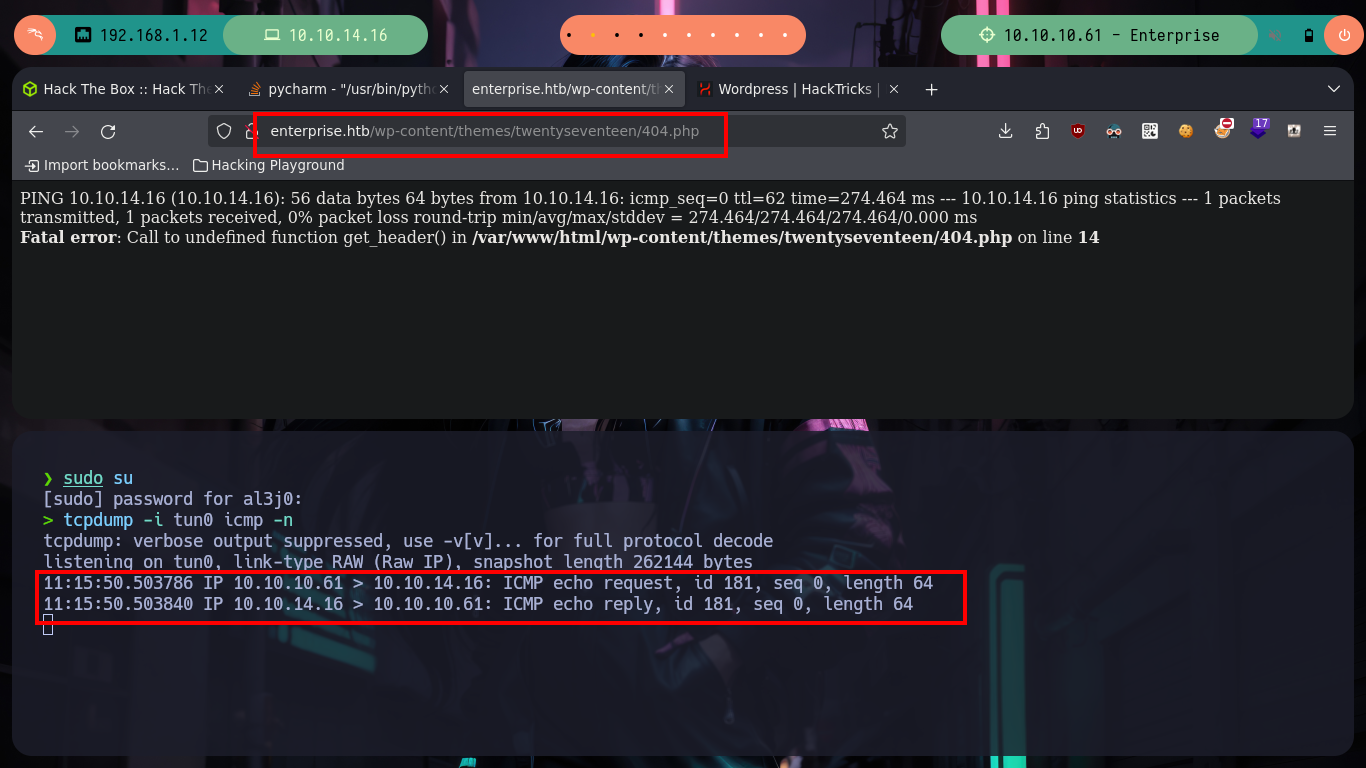 192.168.1.12 10.10.14.16 10.10.10.61 - Enterprise
Hack The Box :: Hack The pycharm - "/usr/bin/pyth enterprise.htb/wp-content/t Wordpress | HackTricks |
enterprise.htb/wp-content/themes/twentyseventeen/404.php 17
Import bookmarks... Hacking Playground
PING 10.10.14.16 (10.10.14.16): 56 data bytes 64 bytes from 10.10.14.16: icmp_seq=0 ttl=62 time=274.464 ms --- 10.10.14.16 ping statistics --- 1 packets
transmitted, 1 packets received, 0% packet loss round-trip min/avg/max/stddev = 274.464/274.464/274.464/0.000 ms
Fatal error: Call to undefined function get_header() in /var/www/html/wp-content/themes/twentyseventeen/404.php on line 14
❯ sudo su
[sudo] password for al3j0:
> tcpdump -i tun0 icmp -n
tcpdump: verbose output suppressed, use -v[v]... for full protocol decode
listening on tun0, link-type RAW (Raw IP), snapshot length 262144 bytes
11:15:50.503786 IP 10.10.10.61 > 10.10.14.16: ICMP echo request, id 181, seq 0, length 64
11:15:50.503840 IP 10.10.14.16 > 10.10.10.61: ICMP echo reply, id 181, seq 0, length 64